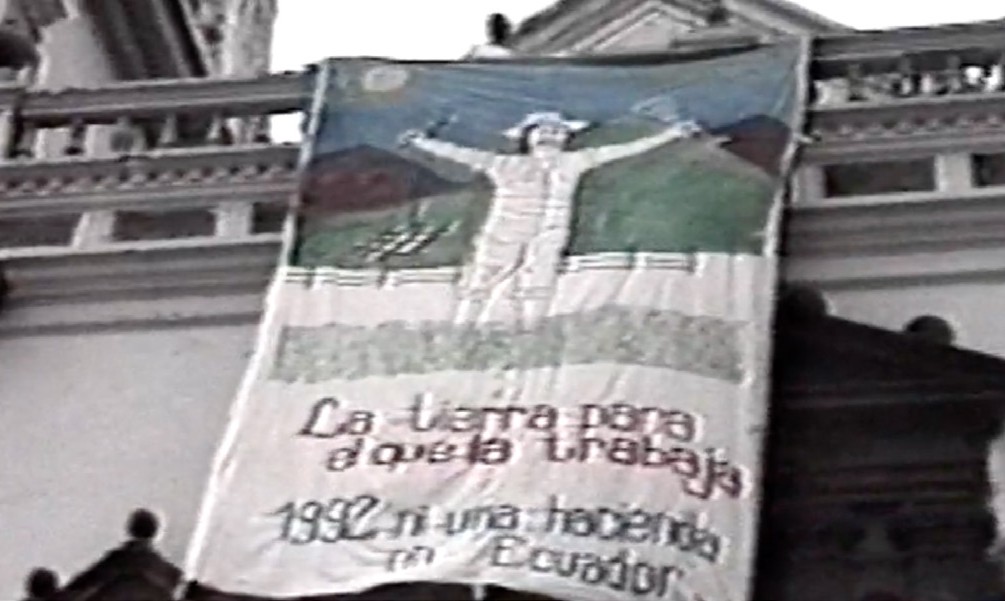 La tierra para
el que la trabaja
1992 ni una hacienda
en Ecuador